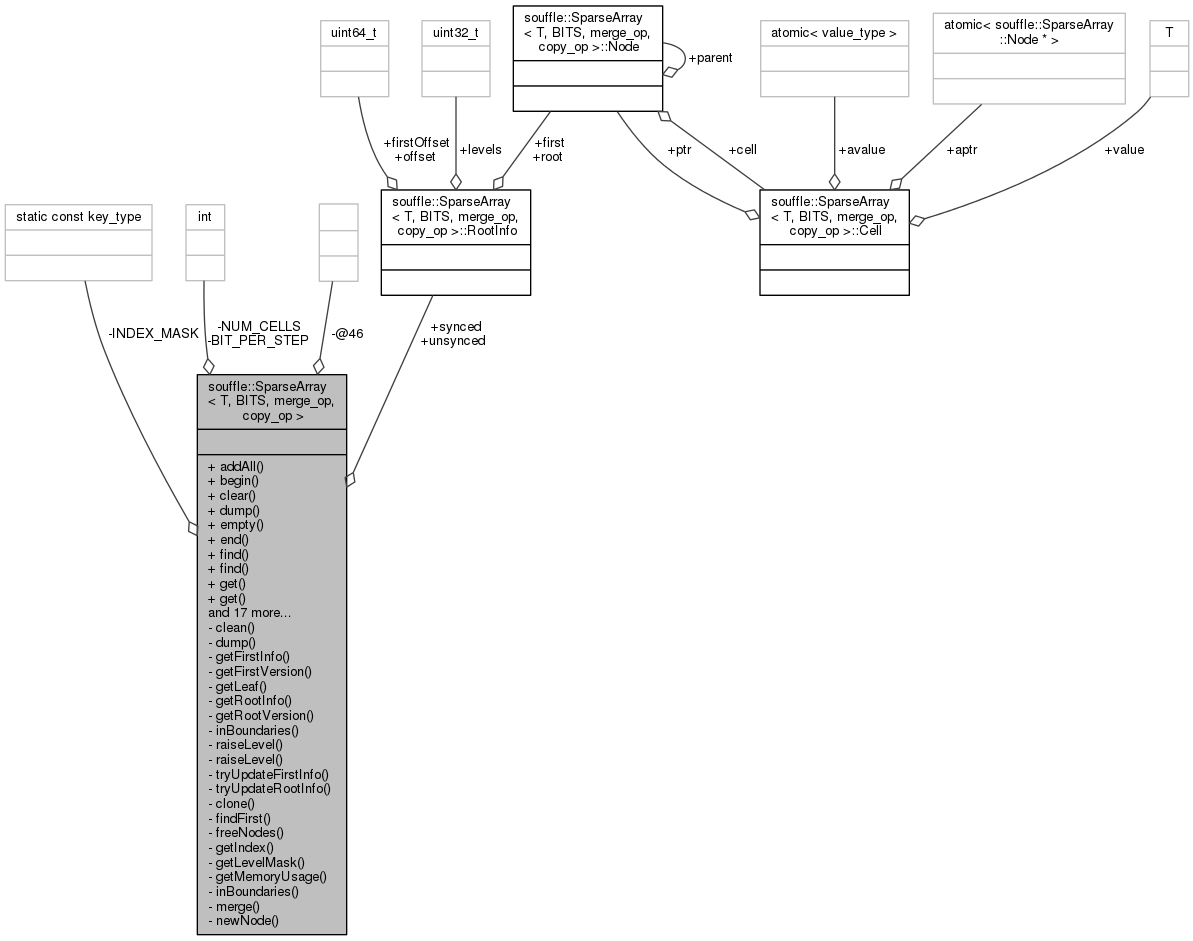 uint64_t
uint32_t
souffle::SparseArray
< T, BITS, merge_op,
copy_op >::Node
+parent
atomic< value_type >
atomic< souffle::SparseArray
::Node * >
T
+firstOffset
+offset
+levels
+first
+root
+ptr
+cell
+avalue
+aptr
+value
static const key_type
int
souffle::SparseArray
< T, BITS, merge_op,
copy_op >::RootInfo
souffle::SparseArray
< T, BITS, merge_op,
copy_op >::Cell
-INDEX_MASK
-NUM_CELLS
-BIT_PER_STEP
-@46
+synced
+unsynced
souffle::SparseArray
< T, BITS, merge_op,
copy_op >
+ addAll()
+ begin()
+ clear()
+ dump()
+ empty()
+ end()
+ find()
+ find()
+ get()
+ get()
and 17 more...
- clean()
- dump()
- getFirstInfo()
- getFirstVersion()
- getLeaf()
- getRootInfo()
- getRootVersion()
- inBoundaries()
- raiseLevel()
- raiseLevel()
- tryUpdateFirstInfo()
- tryUpdateRootInfo()
- clone()
- findFirst()
- freeNodes()
- getIndex()
- getLevelMask()
- getMemoryUsage()
- inBoundaries()
- merge()
- newNode()